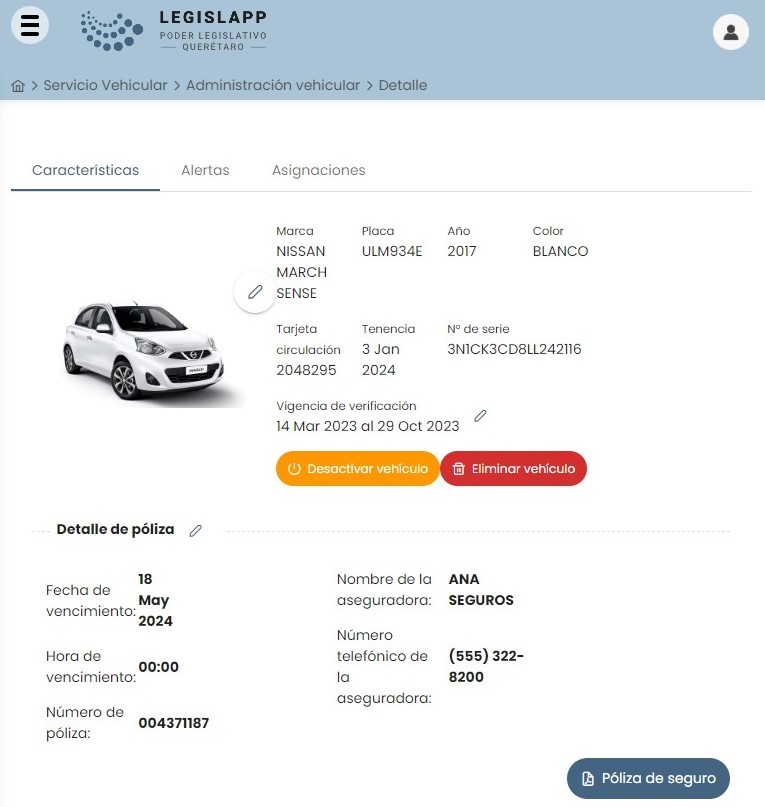 LEGISLAPP
PODER LEGISLATIVO
QUERÉTARO
Servicio Vehicular > Administración vehicular > Detalle
Características Alertas Asignaciones
Marca Placa Año Color
NISSAN ULM934E 2017 BLANCO
MARCH
SENSE
Tarjeta Tenencia N° de serie
circulación 3 Jan 3N1CK3CD8LL242116
2048295 2024
Vigencia de verificación
14 Mar 2023 al 29 Oct 2023
Desactivar vehículo Eliminar vehículo
Detalle de póliza
Fecha de
vencimiento:
18
May
2024
Nombre de la
aseguradora:
ANA
SEGUROS
Hora de
vencimiento:
00:00
Número
telefónico de
la
aseguradora:
(555) 322-
8200
Número de
póliza:
004371187
Póliza de seguro